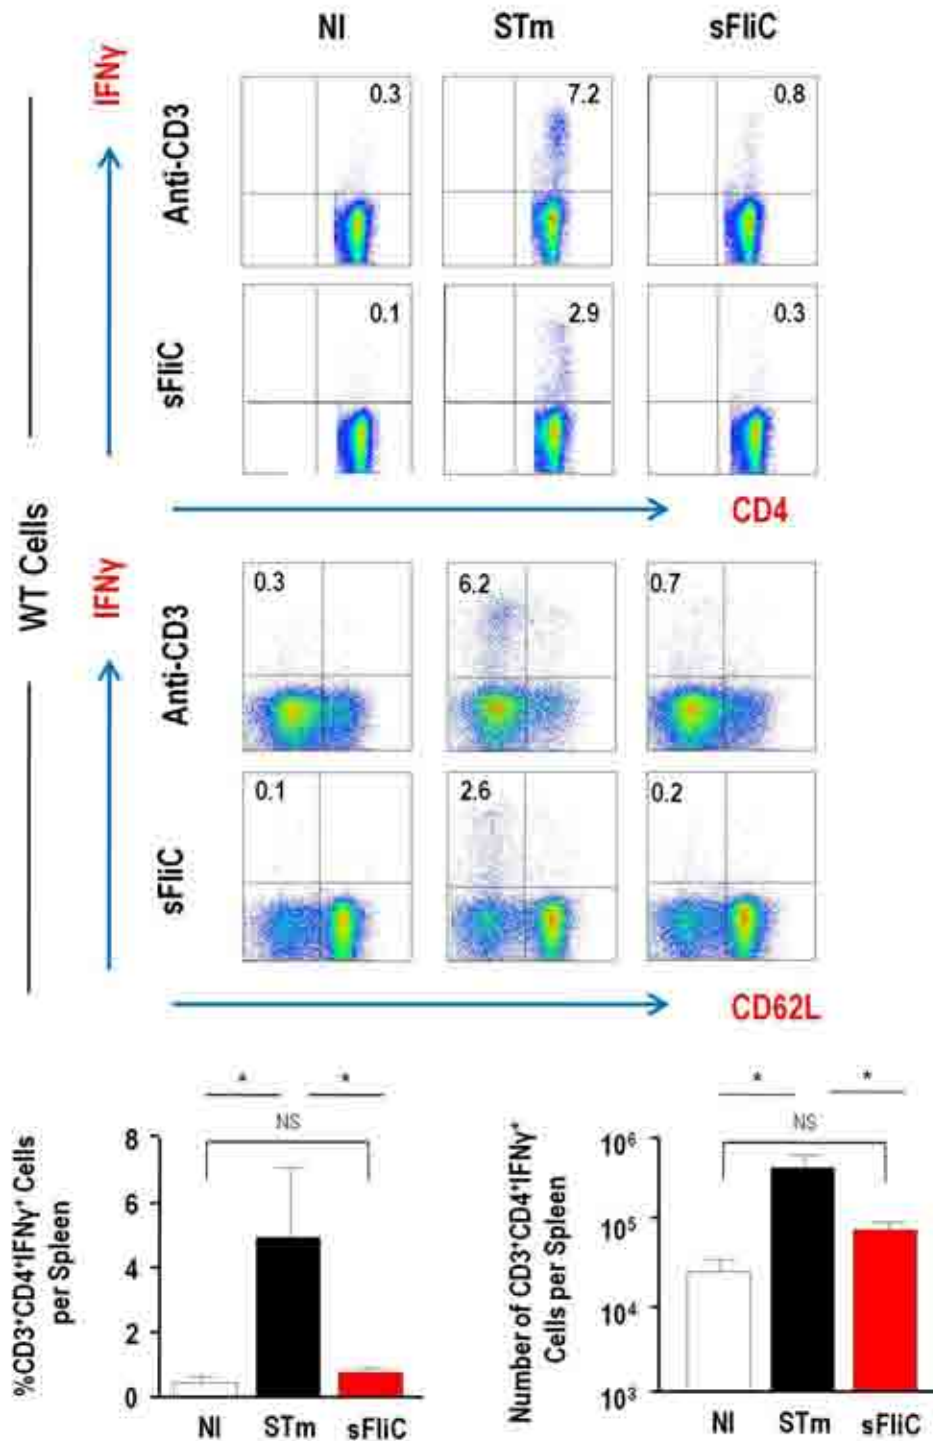 NI STm sFliC
WT Cells
IFNγ
Anti-CD3
0.3 7.2 0.8
sFliC
0.1 2.9 0.3
CD4
IFNγ
Anti-CD3
0.3 6.2 0.7
sFliC
0.1 2.6 0.2
CD62L
* *
NS
%CD3⁺CD4⁺IFNγ⁺ Cells
per Spleen
8
6
4
2
0
NI STm sFliC
* *
NS
Number of CD3⁺CD4⁺IFNγ⁺
Cells per Spleen
10⁶
10⁵
10⁴
10³
NI STm sFliC